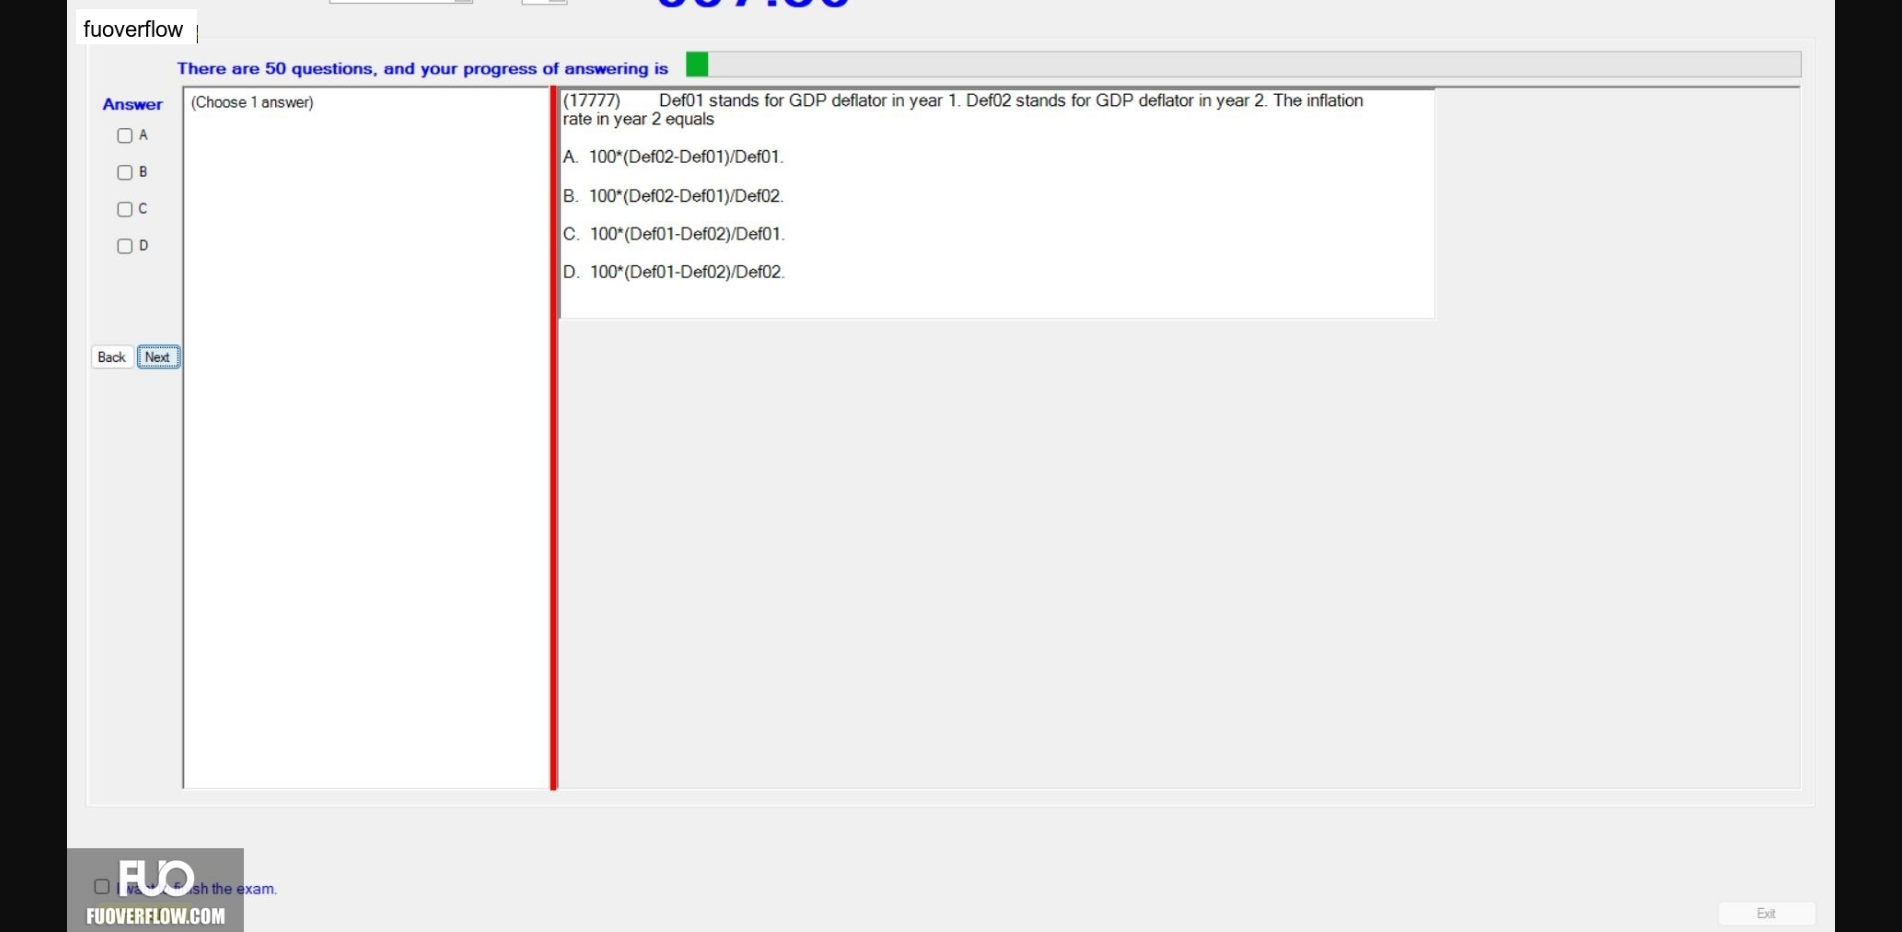 fuoverflow
There are 50 questions, and your progress of answering is
Answer
(Choose 1 answer)
A
B
C
D
Back
Next
(17777) Def01 stands for GDP deflator in year 1. Def02 stands for GDP deflator in year 2. The inflation
rate in year 2 equals
A. 100*(Def02-Def01)/Def01.
B. 100*(Def02-Def01)/Def02.
C. 100*(Def01-Def02)/Def01.
D. 100*(Def01-Def02)/Def02.
I want finish the exam.
FUO
FUOVERFLOW.COM
Exit